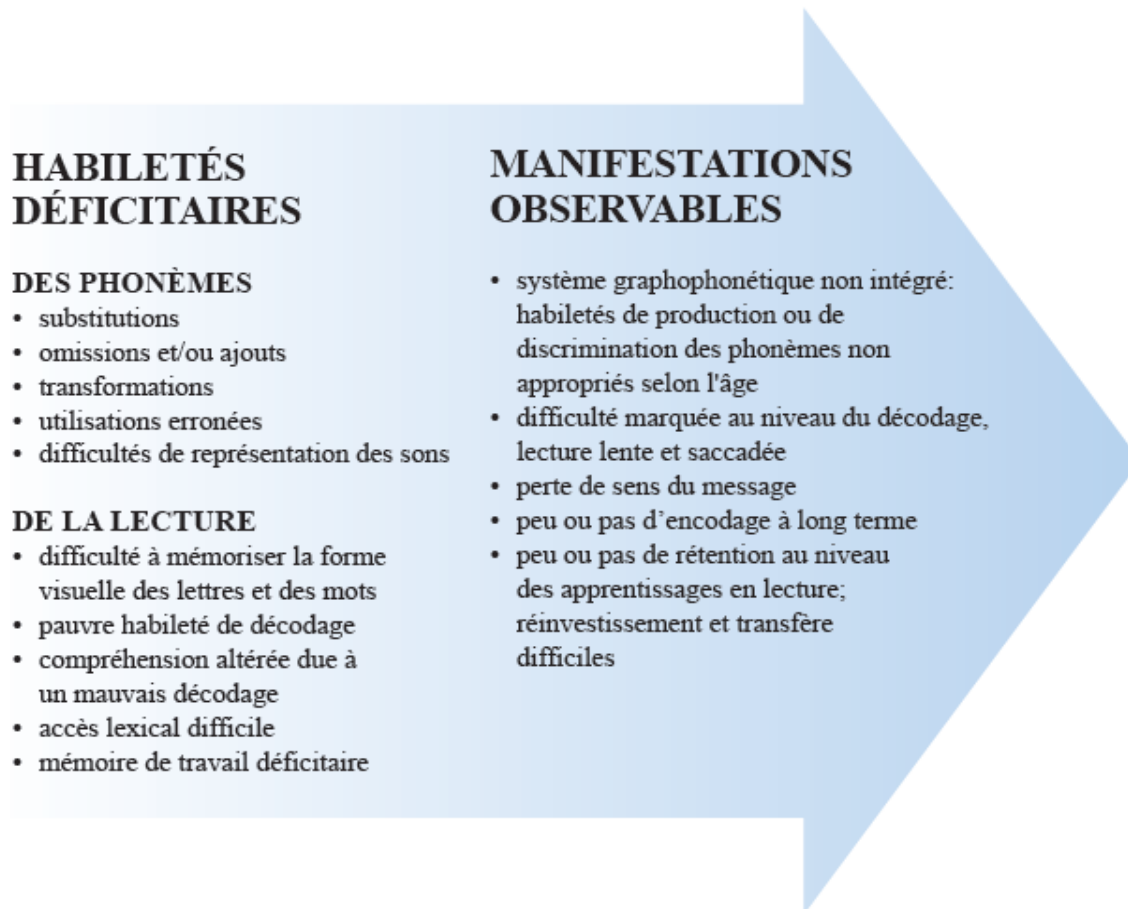 HABILETÉS
DÉFICITAIRES
DES PHONÈMES
• substitutions
• omissions et/ou ajouts
• transformations
• utilisations erronées
• difficultés de représentation des sons
DE LA LECTURE
• difficulté à mémoriser la forme
visuelle des lettres et des mots
• pauvre habileté de décodage
• compréhension altérée due à
un mauvais décodage
• accès lexical difficile
• mémoire de travail déficitaire
MANIFESTATIONS
OBSERVABLES
• système graphophonétique non intégré:
habiletés de production ou de
discrimination des phonèmes non
appropriés selon l'âge
• difficulté marquée au niveau du décodage,
lecture lente et saccadée
• perte de sens du message
• peu ou pas d’encodage à long terme
• peu ou pas de rétention au niveau
des apprentissages en lecture;
réinvestissement et transfère
difficiles